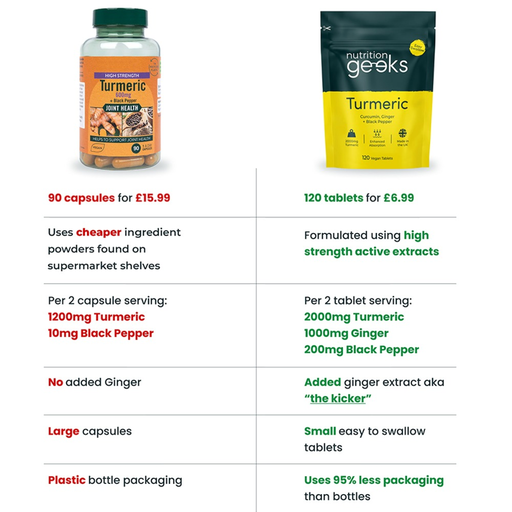 HIGH STRENGTH
Turmeric
600mg
+ Black Pepper
JOINT HEALTH
HELPS TO SUPPORT JOINT HEALTH
90
nutrition
geeks
Turmeric
Curcumin, Ginger
+ Black Pepper
120 Vegan Tablets
90 capsules for £15.99
120 tablets for £6.99
Uses cheaper ingredient
powders found on
supermarket shelves
Formulated using high
strength active extracts
Per 2 capsule serving:
1200mg Turmeric
10mg Black Pepper
Per 2 tablet serving:
2000mg Turmeric
1000mg Ginger
200mg Black Pepper
No added Ginger
Added ginger extract aka
“the kicker”
Large capsules
Small easy to swallow
tablets
Plastic bottle packaging
Uses 95% less packaging
than bottles